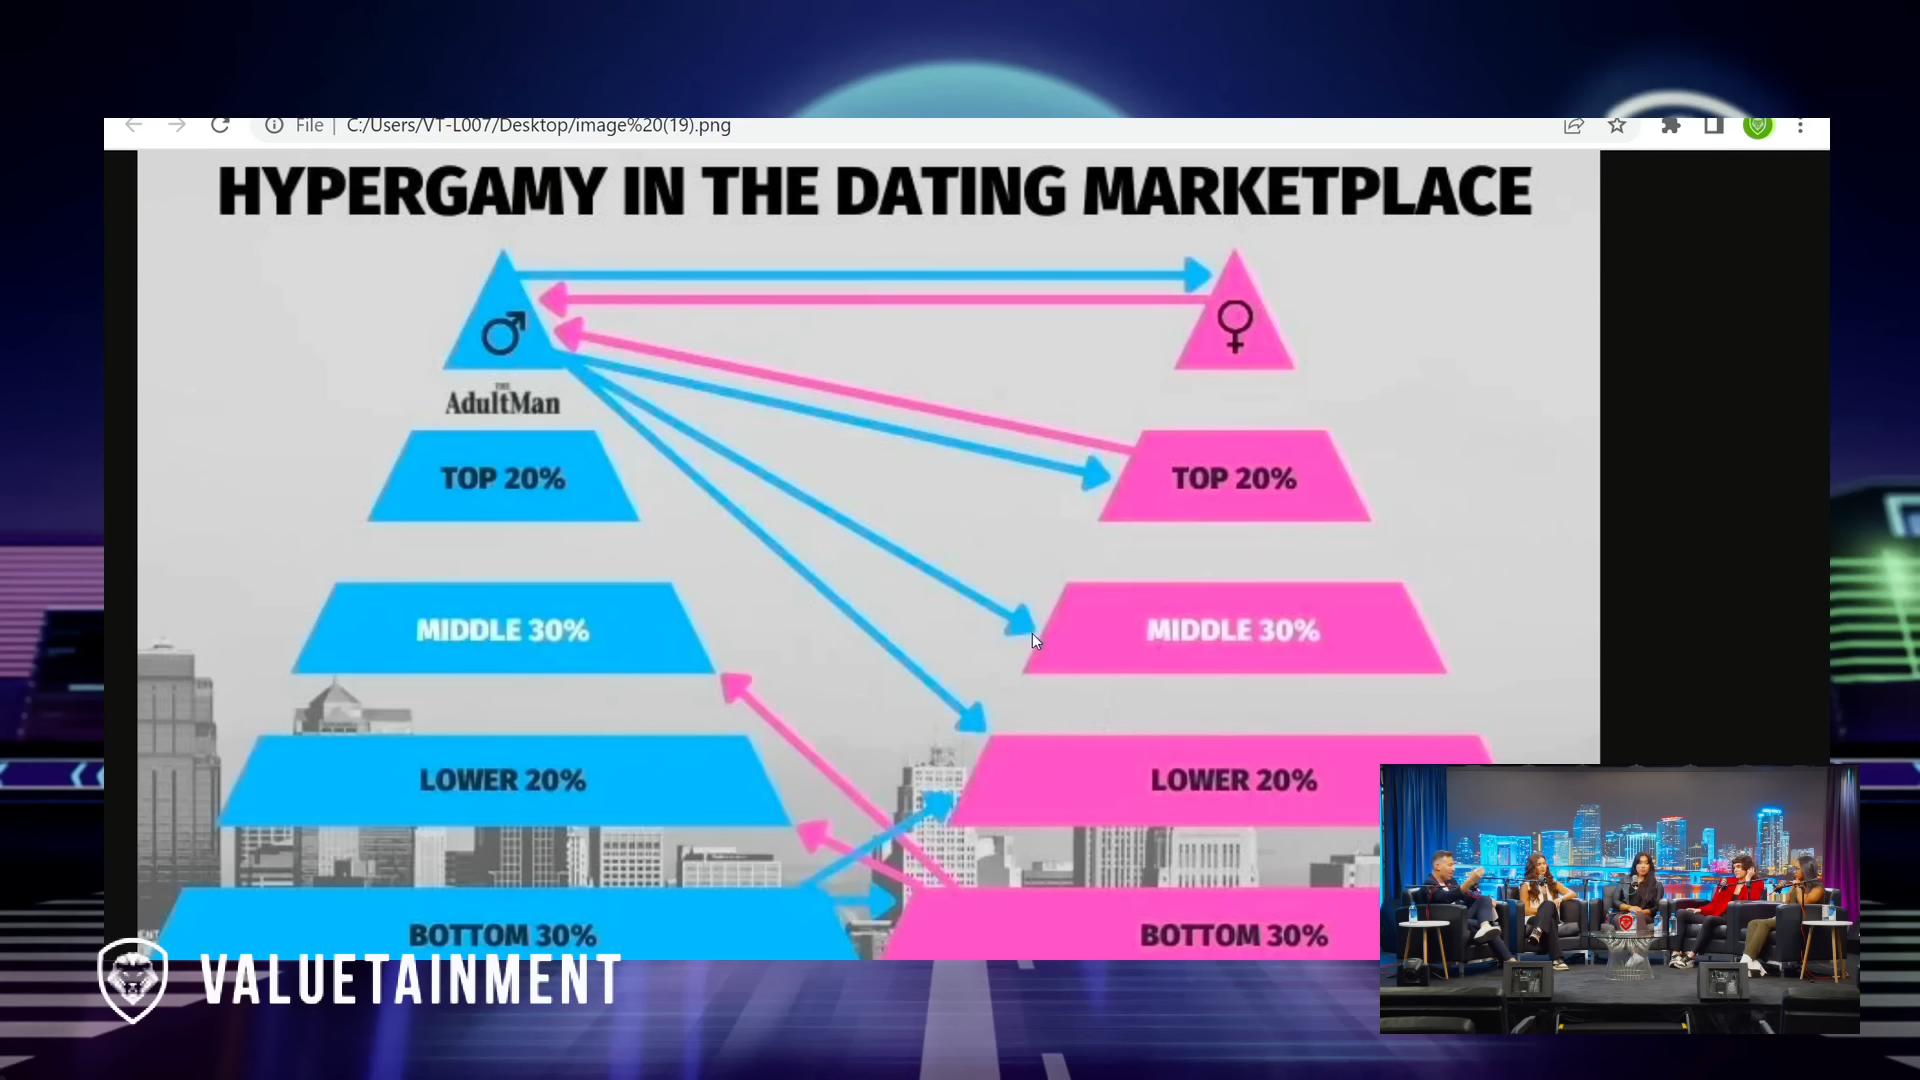 File | C:/Users/VT-L007/Desktop/image%20(19).png
HYPERGAMY IN THE DATING MARKETPLACE
THE
AdultMan
TOP 20%
TOP 20%
MIDDLE 30%
MIDDLE 30%
LOWER 20%
LOWER 20%
BOTTOM 30%
BOTTOM 30%
VALUETAINMENT